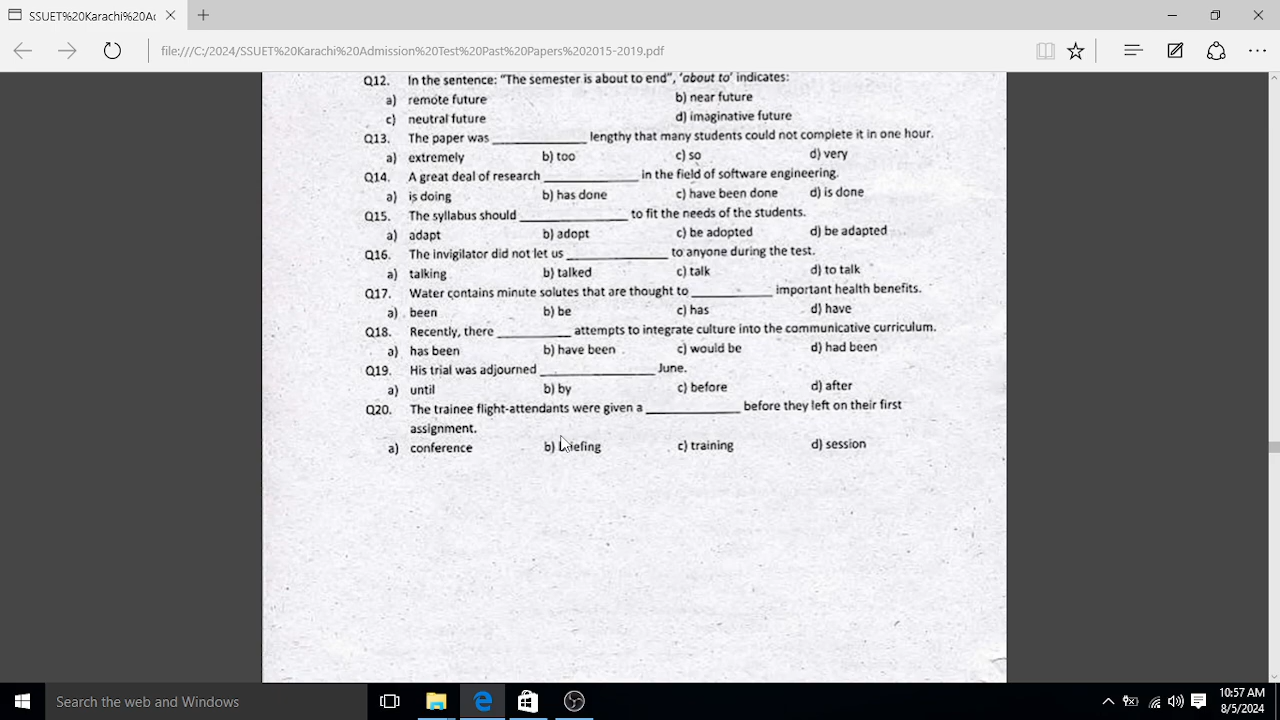 SSUET%20Karachi%20Ac
file:///C:/2024/SSUET%20Karachi%20Admission%20Test%20Past%20Papers%202015-2019.pdf
Q12. In the sentence: "The semester is about to end", 'about to' indicates:
a) remote future b) near future
c) neutral future d) imaginative future
Q13. The paper was ____________ lengthy that many students could not complete it in one hour.
a) extremely b) too c) so d) very
Q14. A great deal of research ____________ in the field of software engineering.
a) is doing b) has done c) have been done d) is done
Q15. The syllabus should ____________ to fit the needs of the students.
a) adapt b) adopt c) be adopted d) be adapted
Q16. The invigilator did not let us ____________ to anyone during the test.
a) talking b) talked c) talk d) to talk
Q17. Water contains minute solutes that are thought to ____________ important health benefits.
a) been b) be c) has d) have
Q18. Recently, there ____________ attempts to integrate culture into the communicative curriculum.
a) has been b) have been c) would be d) had been
Q19. His trial was adjourned ____________ June.
a) until b) by c) before d) after
Q20. The trainee flight-attendants were given a ____________ before they left on their first
assignment.
a) conference b) briefing c) training d) session
Search the web and Windows
8:57 AM
8/5/2024